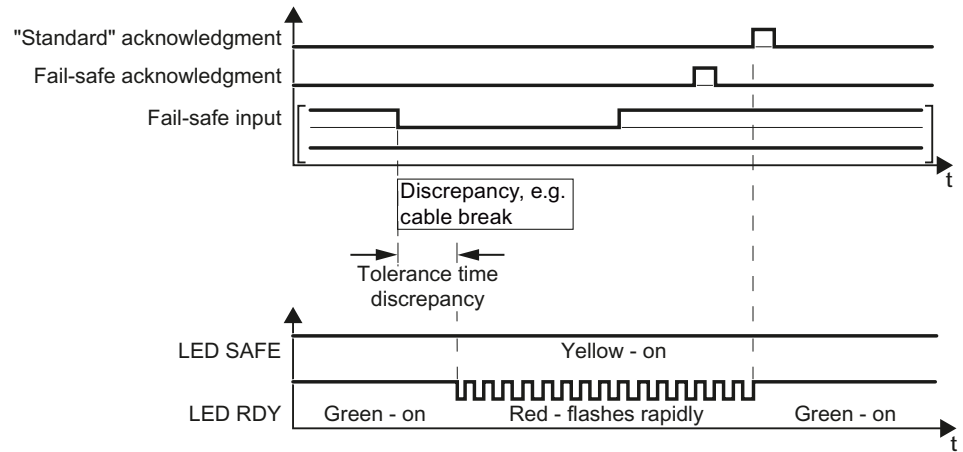 "Standard" acknowledgment
Fail-safe acknowledgment
Fail-safe input
t
Discrepancy, e.g.
cable break
Tolerance time
discrepancy
LED SAFE
Yellow - on
LED RDY
Green - on
Red - flashes rapidly
Green - on
t